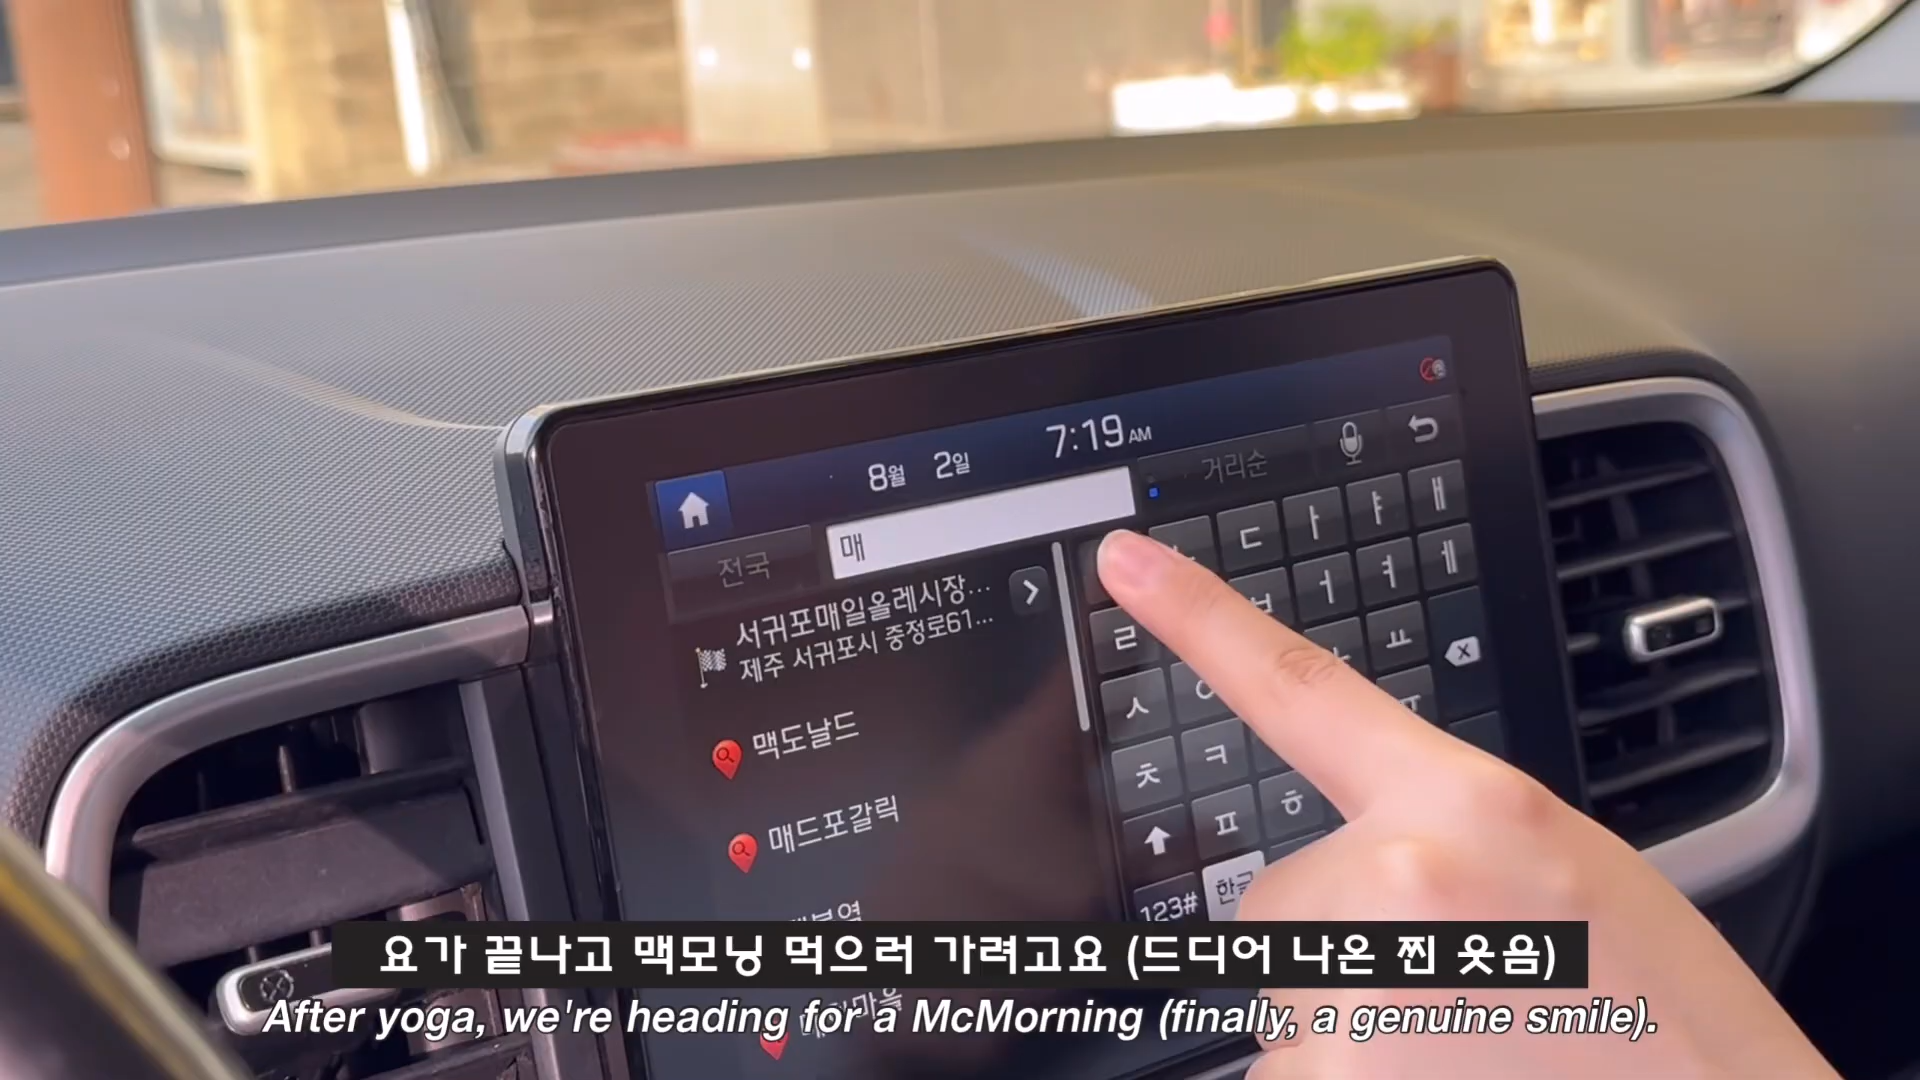 8월 2일 7:19 AM
전국
매
거리순
서귀포매일올레시장...
제주 서귀포시 중정로61...
맥도날드
매드포갈릭
ㄷ ㅏ ㅑ ㅐ
ㅓ ㅕ ㅔ
ㄹ ㅛ
ㅅ
ㅊ ㅋ
ㅍ ㅎ
123# 한글
요가 끝나고 맥모닝 먹으러 가려고요 (드디어 나온 찐 웃음)
After yoga, we're heading for a McMorning (finally, a genuine smile).